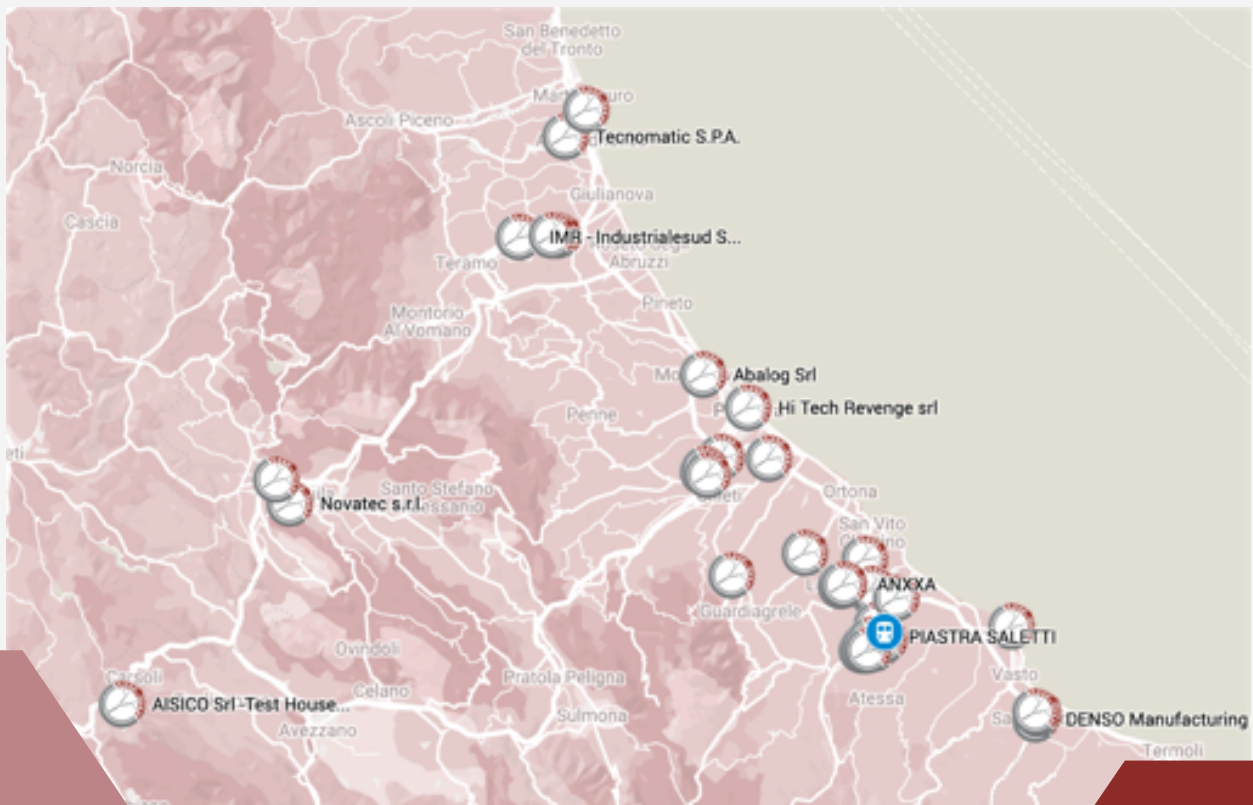 San Benedetto
del Tronto
Ascoli Piceno
Tecnomatic S.P.A.
Norcia
Giulianova
Cascia
IMR - Industrialesud S...
Abruzzi
Teramo
Pineto
Montorio
Al Vomano
Abalog Srl
Hi Tech Revenge srl
Penne
Santo Stefano
Ortona
Novatec s.r.l.
San Vito
ANXXA
Guardiagrele
PIASTRA SALETTI
Ovindoli
Carsoli
Pratola Peligna
Vasto
Celano
Atessa
AISICO Srl -Test House...
Sulmona
DENSO Manufacturing
Avezzano
Termoli